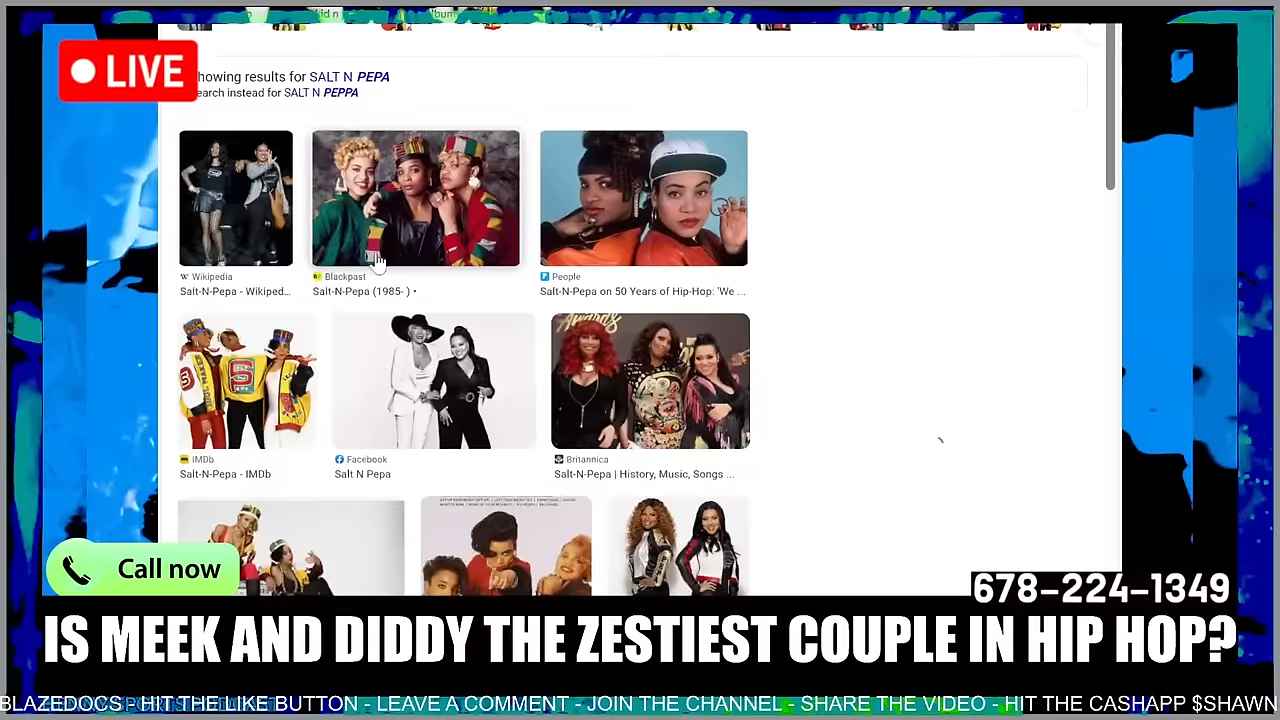 LIVE
howing results for SALT N PEPA
earch instead for SALT N PEPPA
Wikipedia
Blackpast
People
Salt-N-Pepa - Wikiped...
Salt-N-Pepa (1985- ) •
Salt-N-Pepa on 50 Years of Hip-Hop: 'We ...
Awards
S
IMDb
Facebook
Britannica
Salt-N-Pepa - IMDb
Salt N Pepa
Salt-N-Pepa | History, Music, Songs ...
Call now
678-224-1349
IS MEEK AND DIDDY THE ZESTIEST COUPLE IN HIP HOP?
BLAZEDOCS - HIT THE LIKE BUTTON - LEAVE A COMMENT - JOIN THE CHANNEL - SHARE THE VIDEO - HIT THE CASHAPP $SHAWN